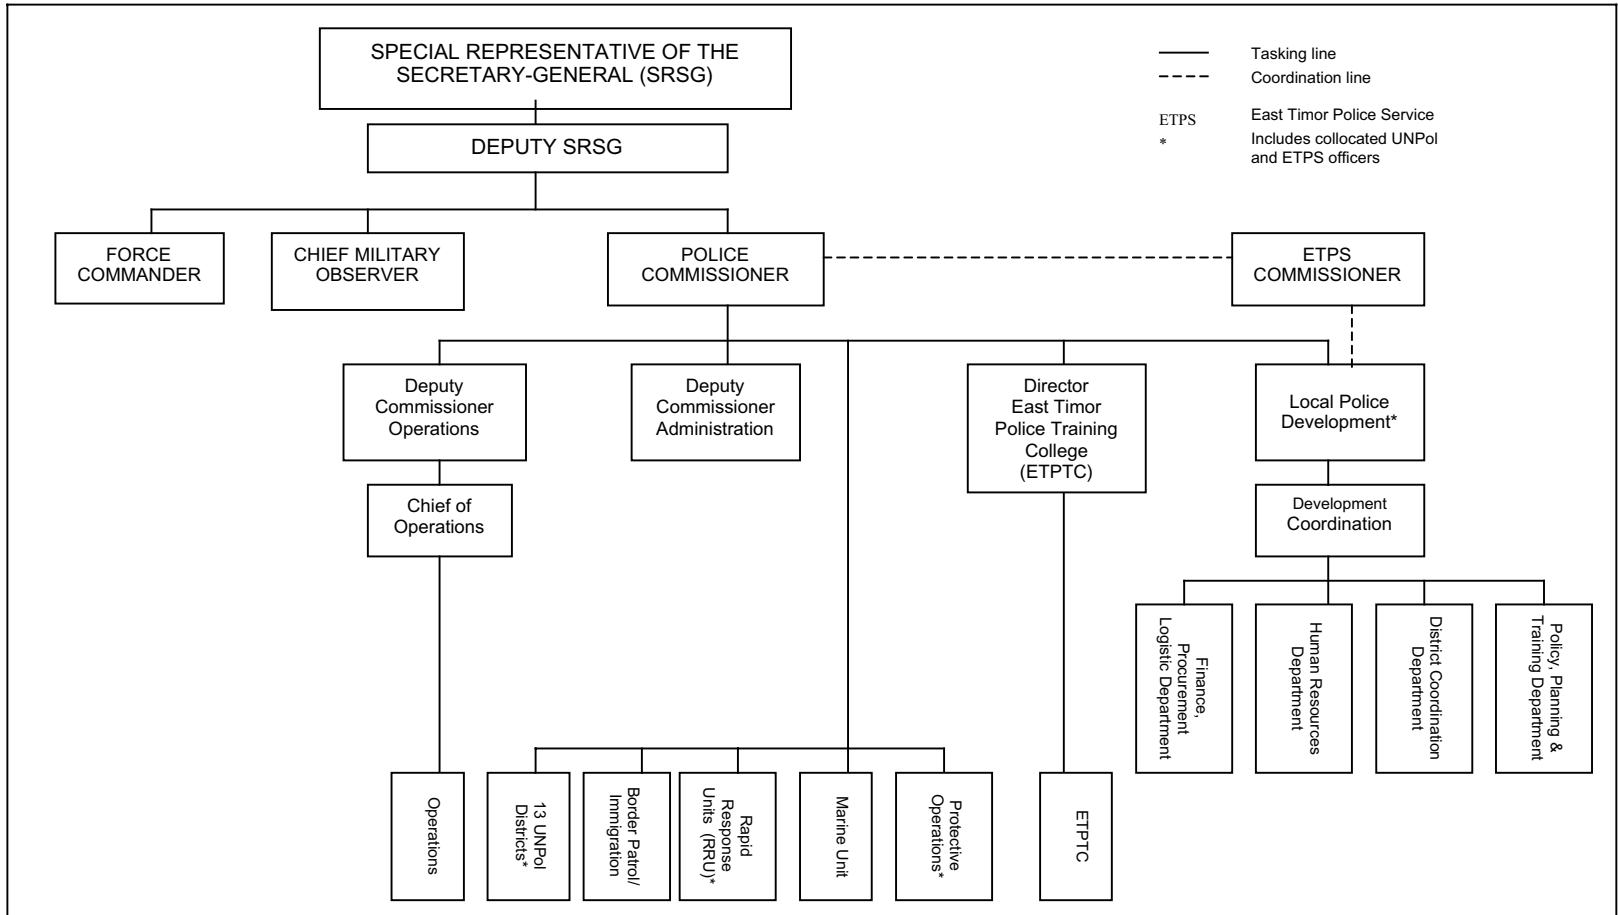 SPECIAL REPRESENTATIVE OF THE
SECRETARY-GENERAL (SRSG)
Tasking line
Coordination line
ETPS East Timor Police Service
* Includes collocated UNPol
and ETPS officers
DEPUTY SRSG
FORCE
COMMANDER
CHIEF MILITARY
OBSERVER
POLICE
COMMISSIONER
ETPS
COMMISSIONER
Deputy
Commissioner
Operations
Deputy
Commissioner
Administration
Director
East Timor
Police Training
College
(ETPTC)
Local Police
Development*
Chief of
Operations
Development
Coordination
Finance,
Procurement
Logistic Department
Human Resources
Department
District Coordination
Department
Policy, Planning &
Training Department
Operations
13 UNPol
Districts*
Border Patrol/
Immigration
Rapid
Response
Units (RRU)*
Marine Unit
Protective
Operations*
ETPTC